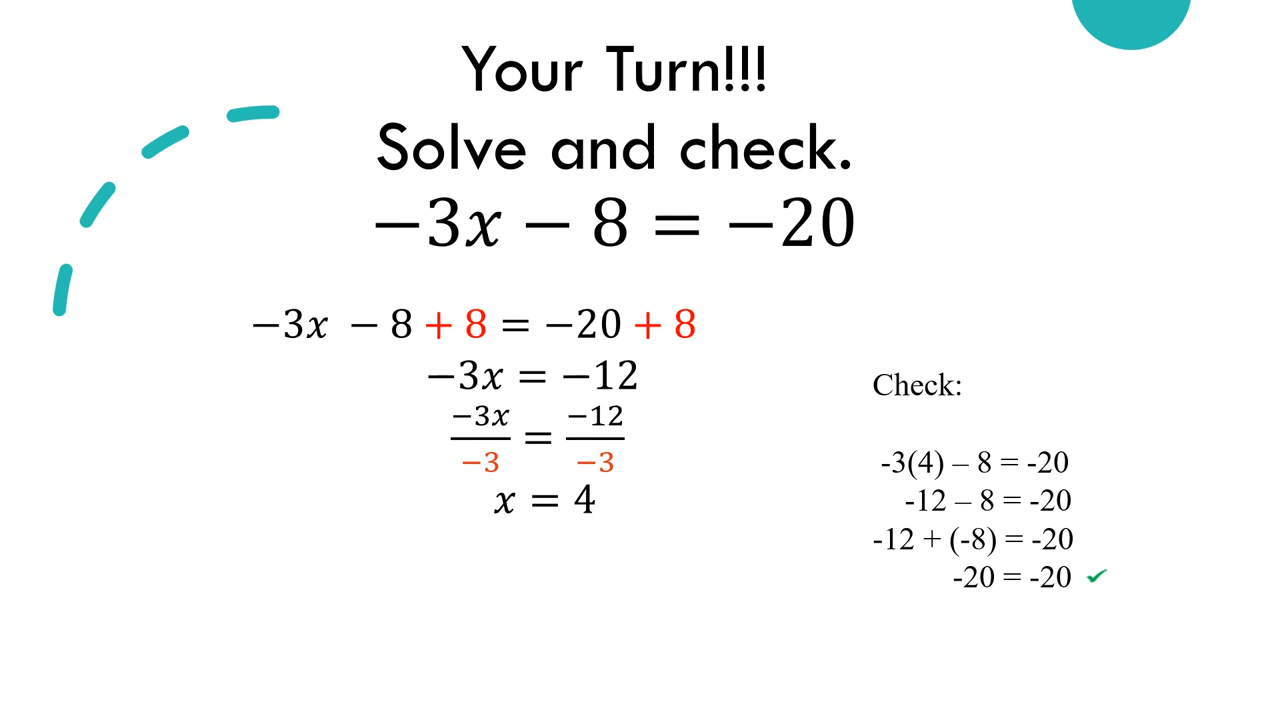 Your Turn!!!
Solve and check.
−3x − 8 = −20
−3x − 8 + 8 = −20 + 8
−3x = −12
−3x/−3 = −12/−3
x = 4
Check:
-3(4) – 8 = -20
-12 – 8 = -20
-12 + (-8) = -20
-20 = -20 ✓